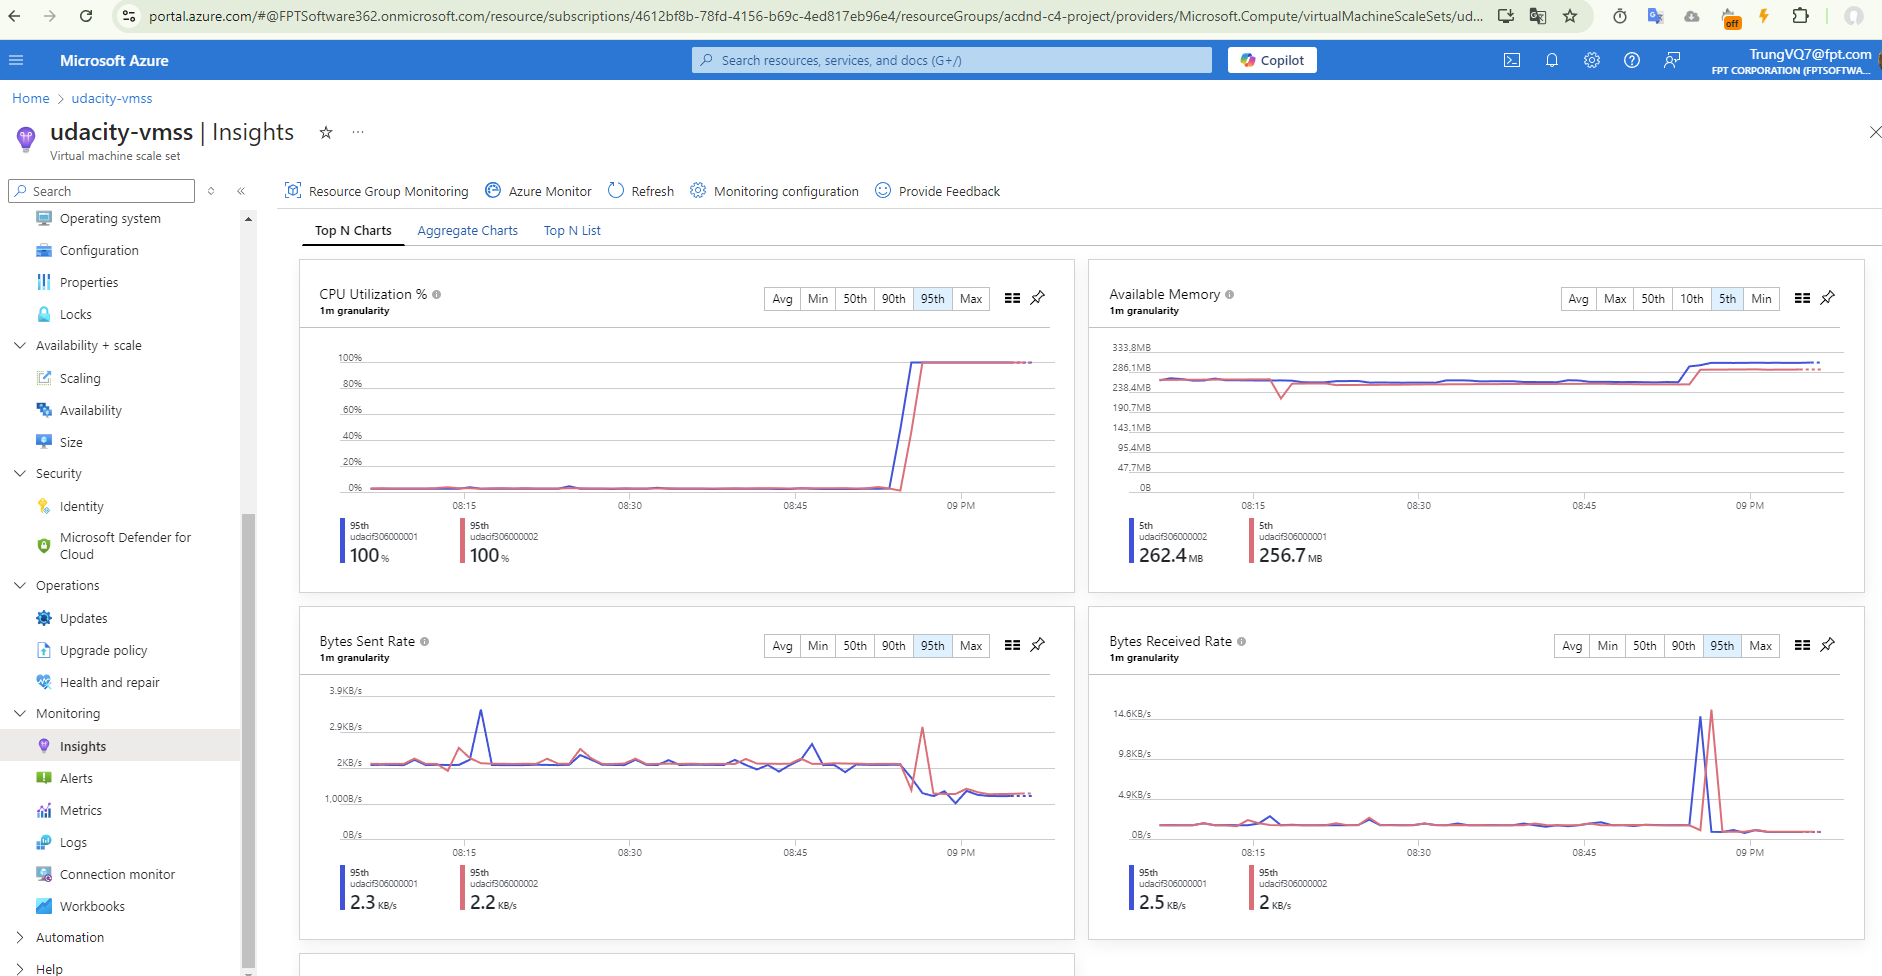 portal.azure.com/#@FPTSoftware362.onmicrosoft.com/resource/subscriptions/4612bf8b-78fd-4156-b69c-4ed817eb96e4/resourceGroups/acdnd-c4-project/providers/Microsoft.Compute/virtualMachineScaleSets/ud...
off
Microsoft Azure
Search resources, services, and docs (G+/)
Copilot
TrungVQ7@fpt.com
FPT CORPORATION (FPTSOFTWA...
Home > udacity-vmss
udacity-vmss | Insights
Virtual machine scale set
Search
Operating system
Configuration
Properties
Locks
Availability + scale
Scaling
Availability
Size
Security
Identity
Microsoft Defender for
Cloud
Operations
Updates
Upgrade policy
Health and repair
Monitoring
Insights
Alerts
Metrics
Logs
Connection monitor
Workbooks
Automation
Help
Resource Group Monitoring
Azure Monitor
Refresh
Monitoring configuration
Provide Feedback
Top N Charts
Aggregate Charts
Top N List
CPU Utilization %
1m granularity
Avg Min 50th 90th 95th Max
100%
80%
60%
40%
20%
0%
08:15 08:30 08:45 09 PM
95th
udacif306000001
100 %
95th
udacif306000002
100 %
Available Memory
1m granularity
Avg Max 50th 10th 5th Min
333.8MB
286.1MB
238.4MB
190.7MB
143.1MB
95.4MB
47.7MB
0B
08:15 08:30 08:45 09 PM
5th
udacif306000002
262.4 MB
5th
udacif306000001
256.7 MB
Bytes Sent Rate
1m granularity
Avg Min 50th 90th 95th Max
3.9KB/s
2.9KB/s
2KB/s
1,000B/s
0B/s
08:15 08:30 08:45 09 PM
95th
udacif306000001
2.3 KB/s
95th
udacif306000002
2.2 KB/s
Bytes Received Rate
1m granularity
Avg Min 50th 90th 95th Max
14.6KB/s
9.8KB/s
4.9KB/s
0B/s
08:15 08:30 08:45 09 PM
95th
udacif306000001
2.5 KB/s
95th
udacif306000002
2 KB/s